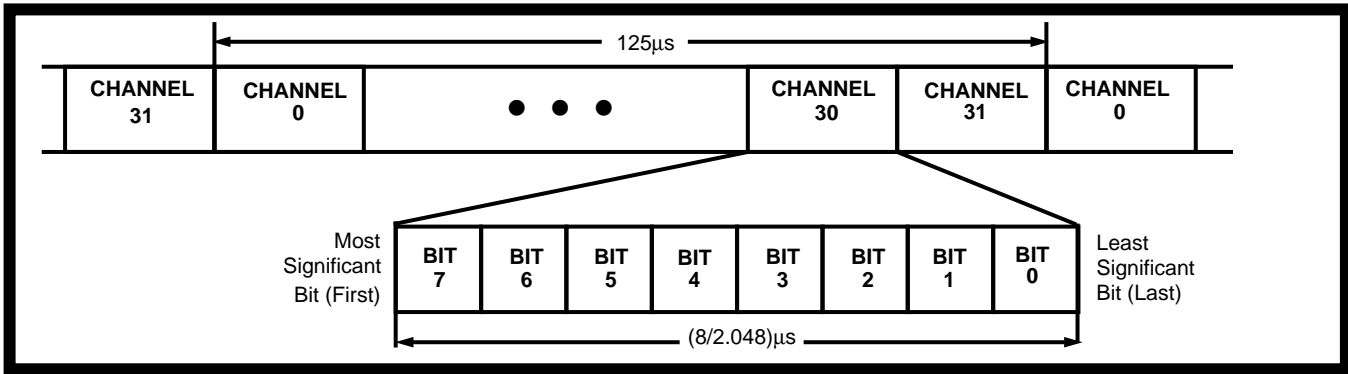 125μs
CHANNEL
31
CHANNEL
0
CHANNEL
30
CHANNEL
31
CHANNEL
0
Most
Significant
Bit (First)
BIT
7
BIT
6
BIT
5
BIT
4
BIT
3
BIT
2
BIT
1
BIT
0
Least
Significant
Bit (Last)
(8/2.048)μs